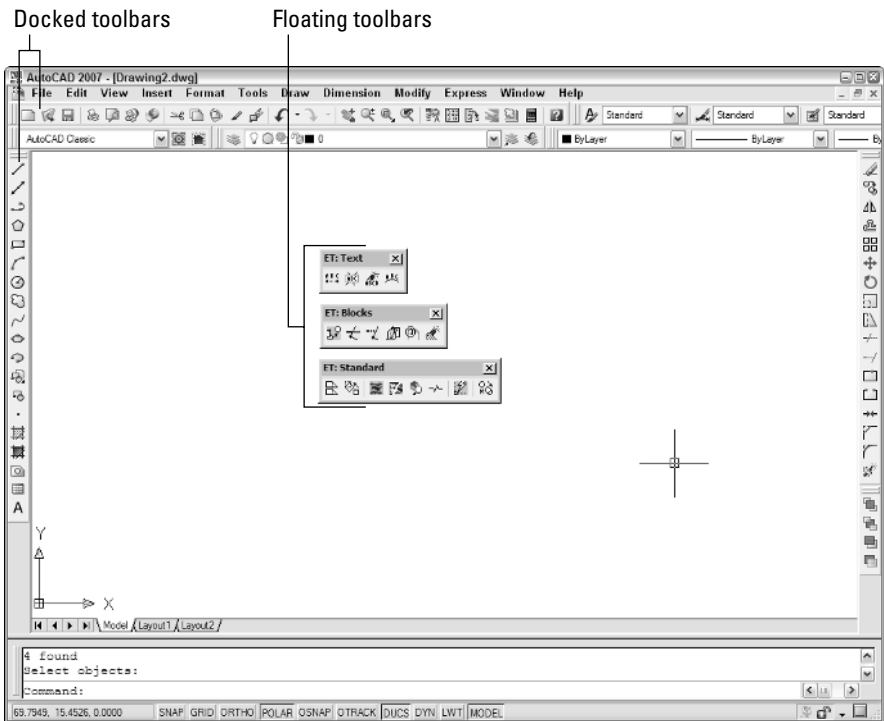 Docked toolbars
Floating toolbars
AutoCAD 2007 - [Drawing2.dwg]
File Edit View Insert Format Tools Draw Dimension Modify Express Window Help
Standard Standard Standard
AutoCAD Classic 0 ByLayer ByLayer By
ET: Text
ET: Blocks
ET: Standard
A
Y
X
Model Layout1 Layout2
4 found
Select objects:
Command:
69.7949, 15.4526, 0.0000 SNAP GRID ORTHO POLAR OSNAP OTRACK DUCS DYN LWT MODEL